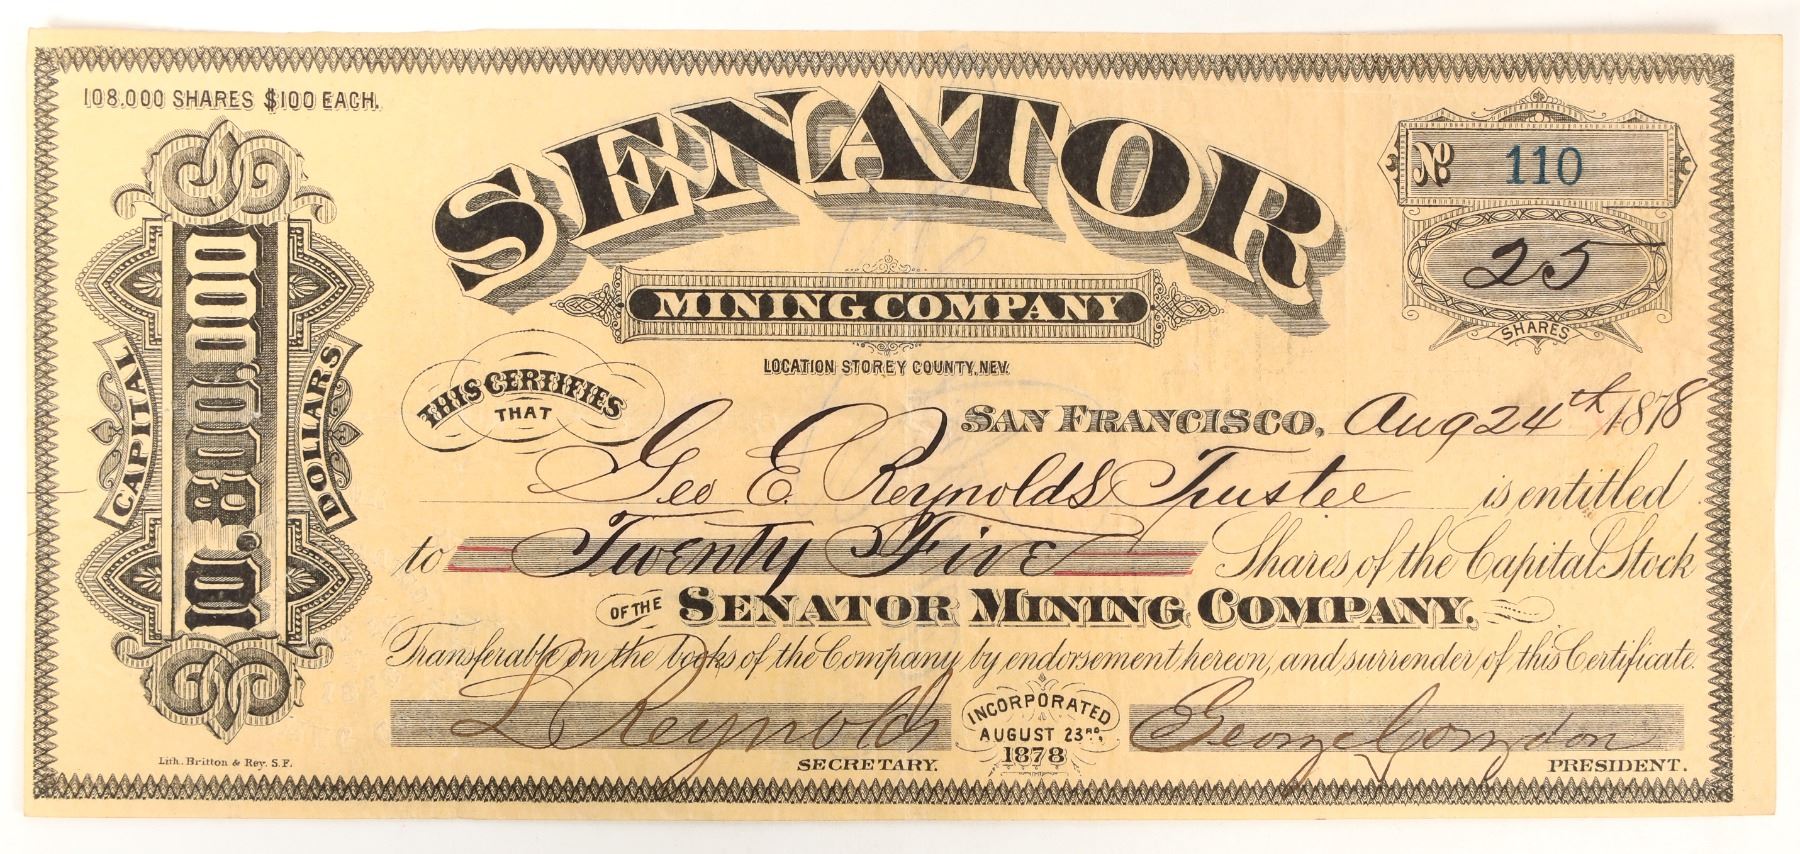 108.000 SHARES $100 EACH.
SENATOR
MINING COMPANY
LOCATION STOREY COUNTY, NEV.
No 110
25
SHARES
CAPITAL
10,800,000
DOLLARS
THIS CERTIFIES
THAT
SAN FRANCISCO, Aug 24th 1878
Geo E. Reynolds Trustee is entitled
to Twenty Five Shares of the Capital Stock
OF THE SENATOR MINING COMPANY.
Transferable on the books of the Company by endorsement hereon, and surrender of this Certificate.
L Reynolds
SECRETARY.
INCORPORATED
AUGUST 23RD,
1878
George Congdon
PRESIDENT.
Lith. Britton & Rey. S.F.